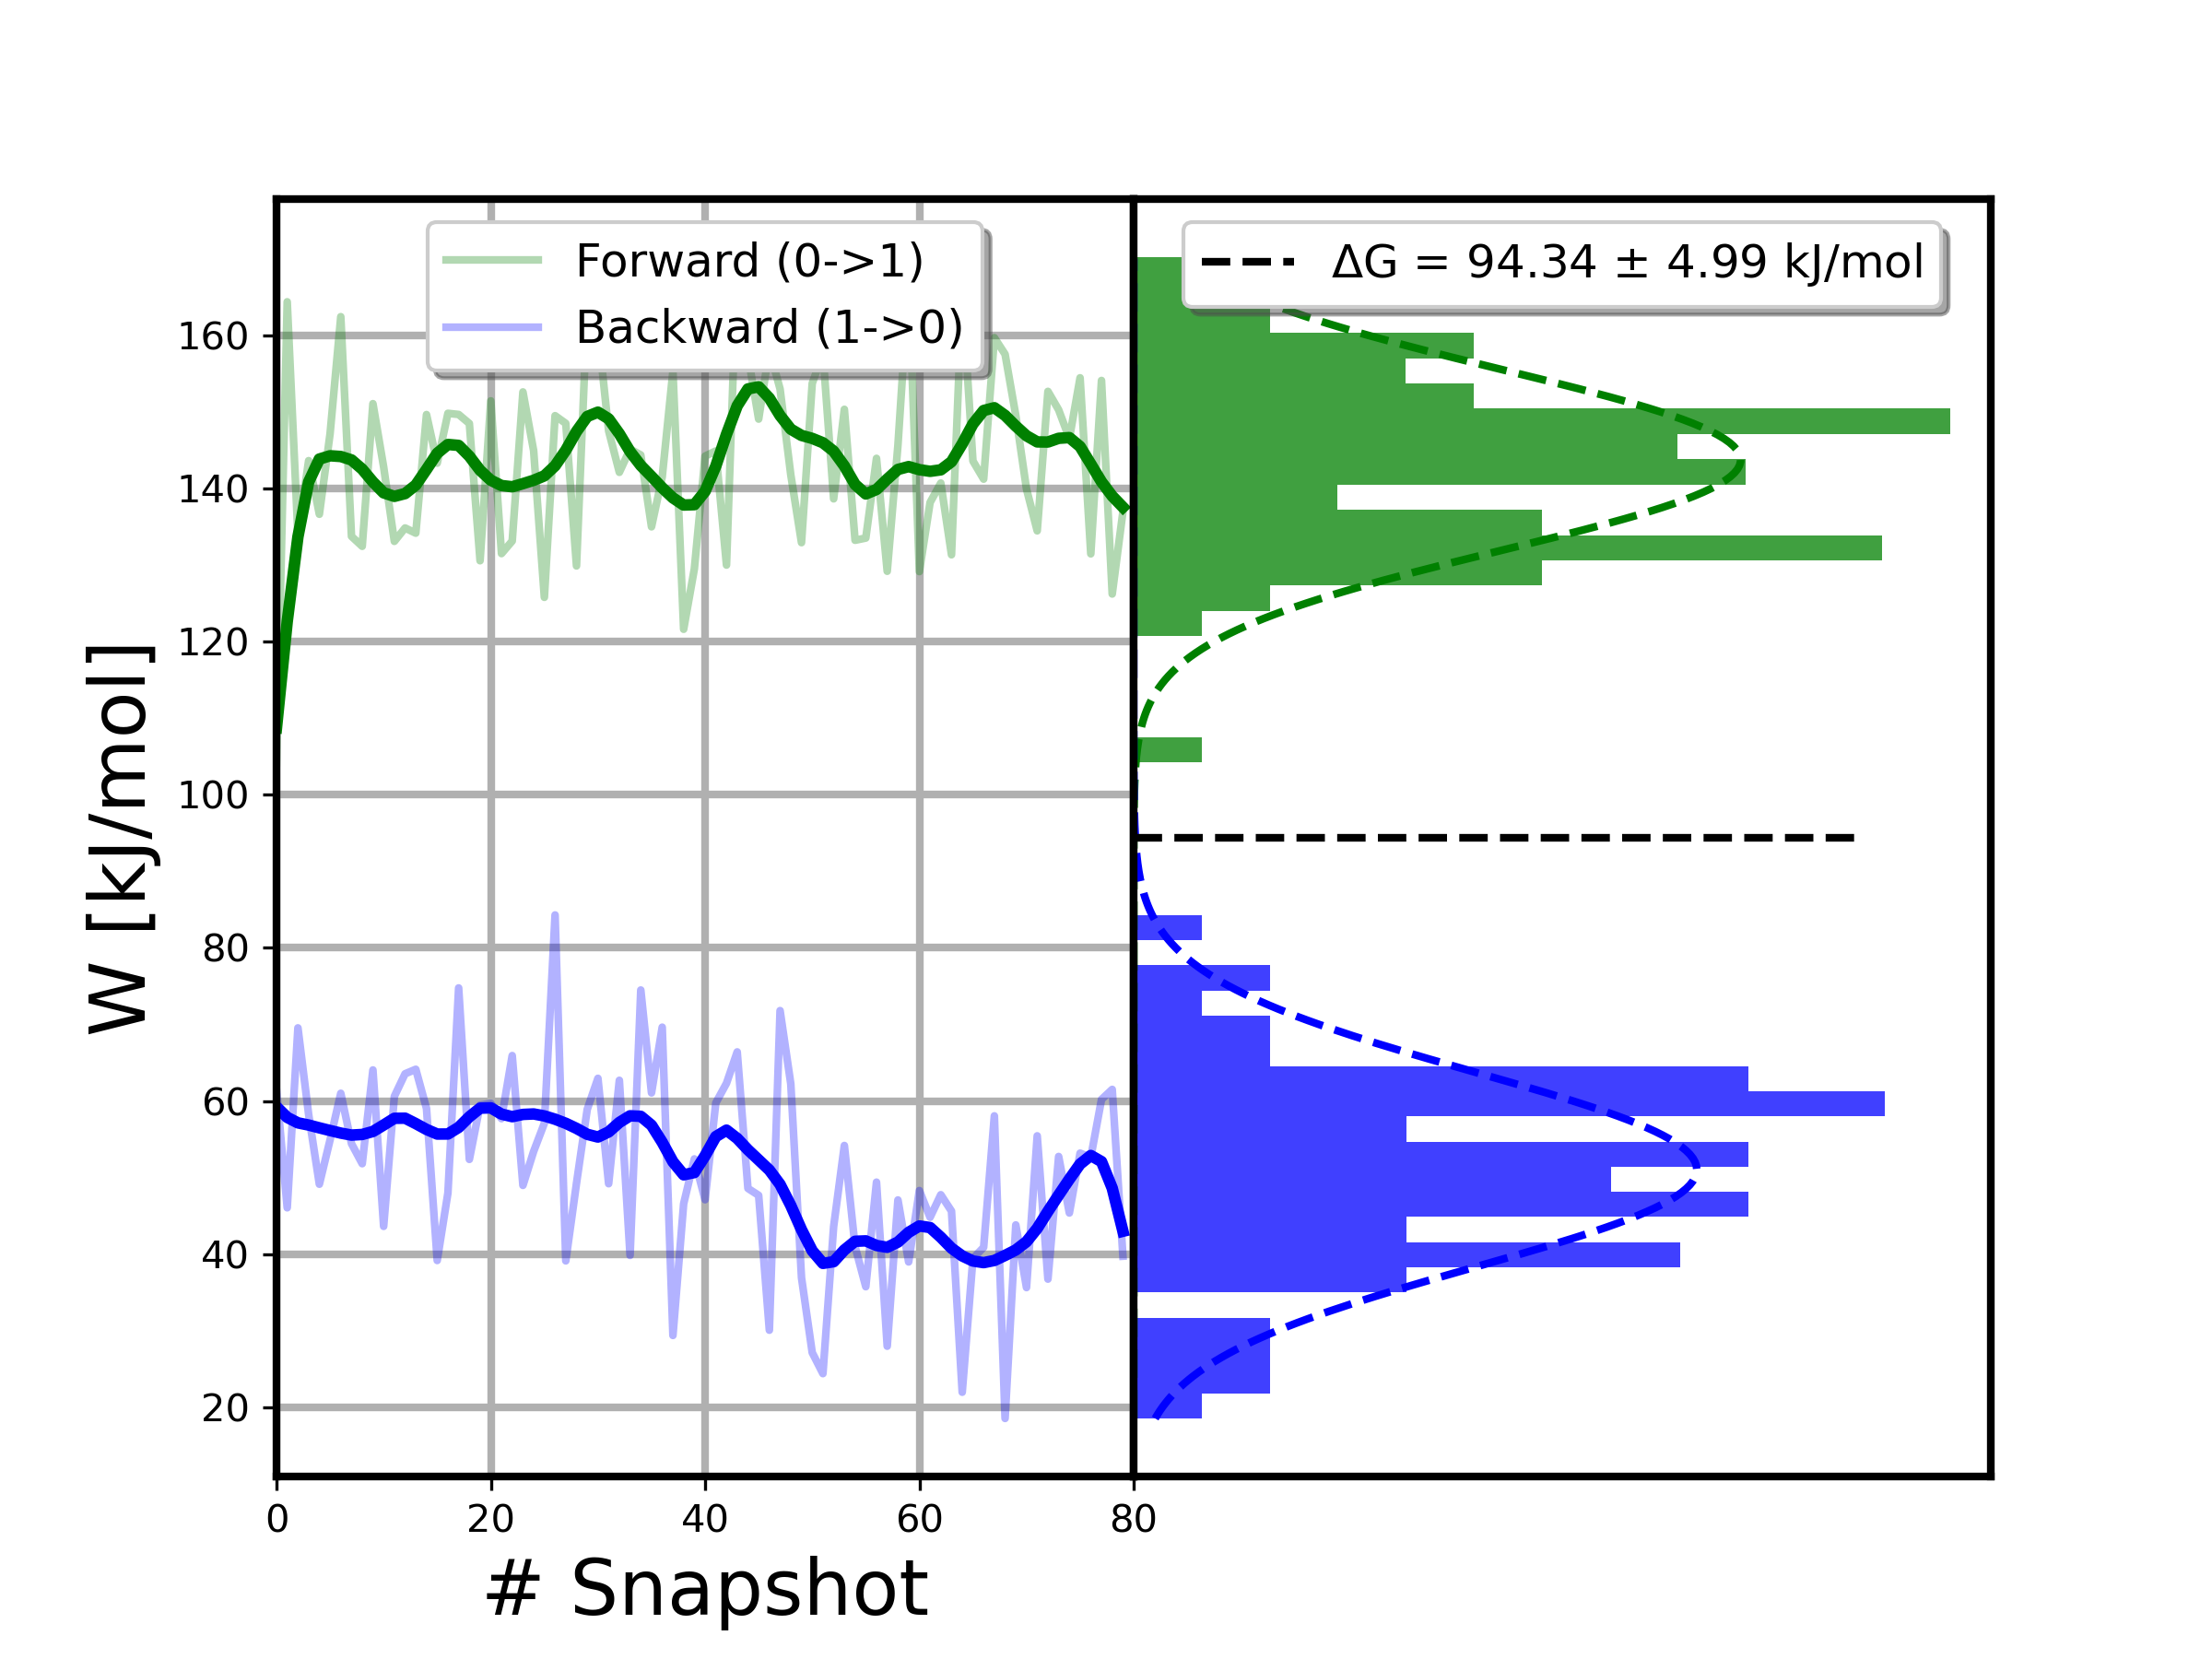 Forward (0->1)
Backward (1->0)
ΔG = 94.34 ± 4.99 kJ/mol
W [kJ/mol]
160
140
120
100
80
60
40
20
0 20 40 60 80
# Snapshot